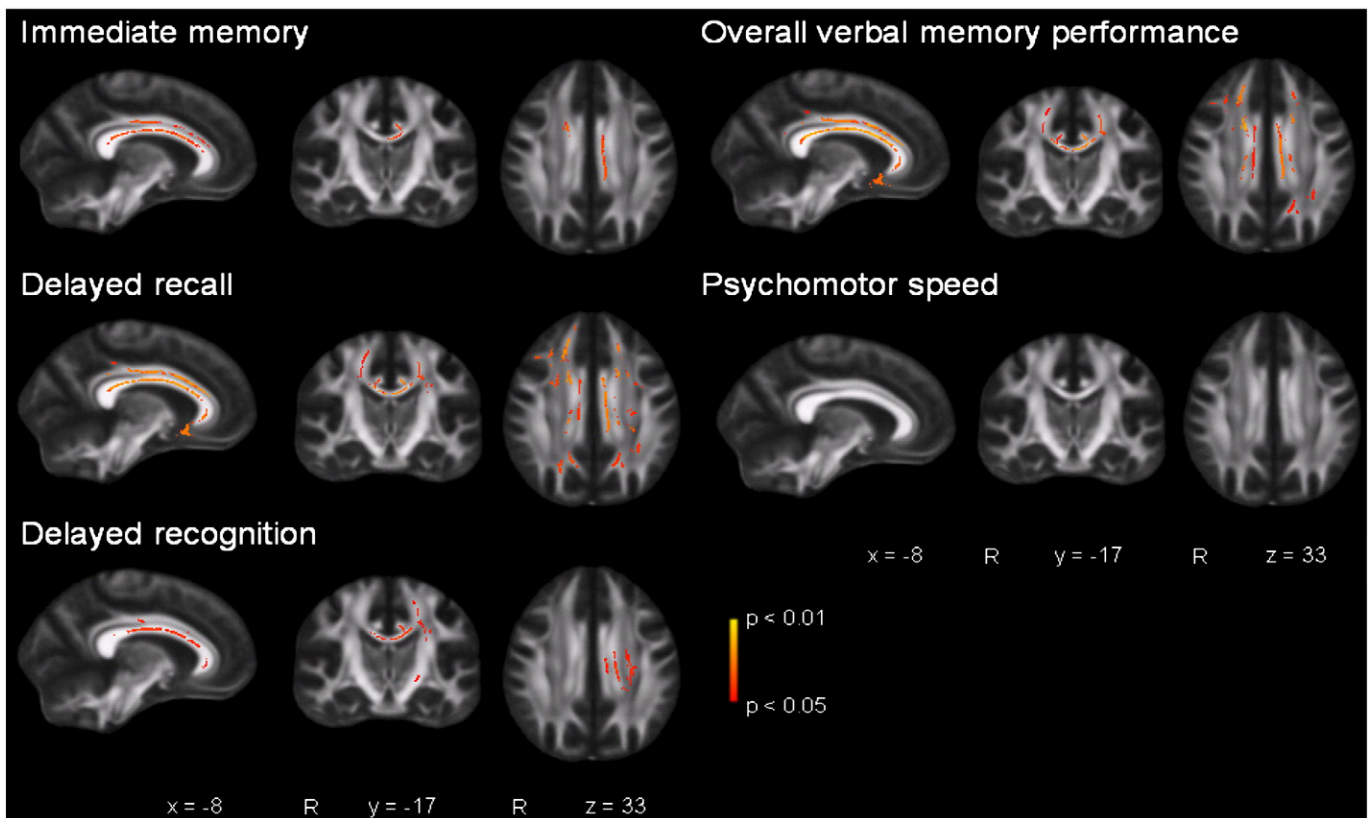 Immediate memory
Overall verbal memory performance
Delayed recall
Psychomotor speed
Delayed recognition
x = -8 R y = -17 R z = 33
p < 0.01
p < 0.05
x = -8 R y = -17 R z = 33